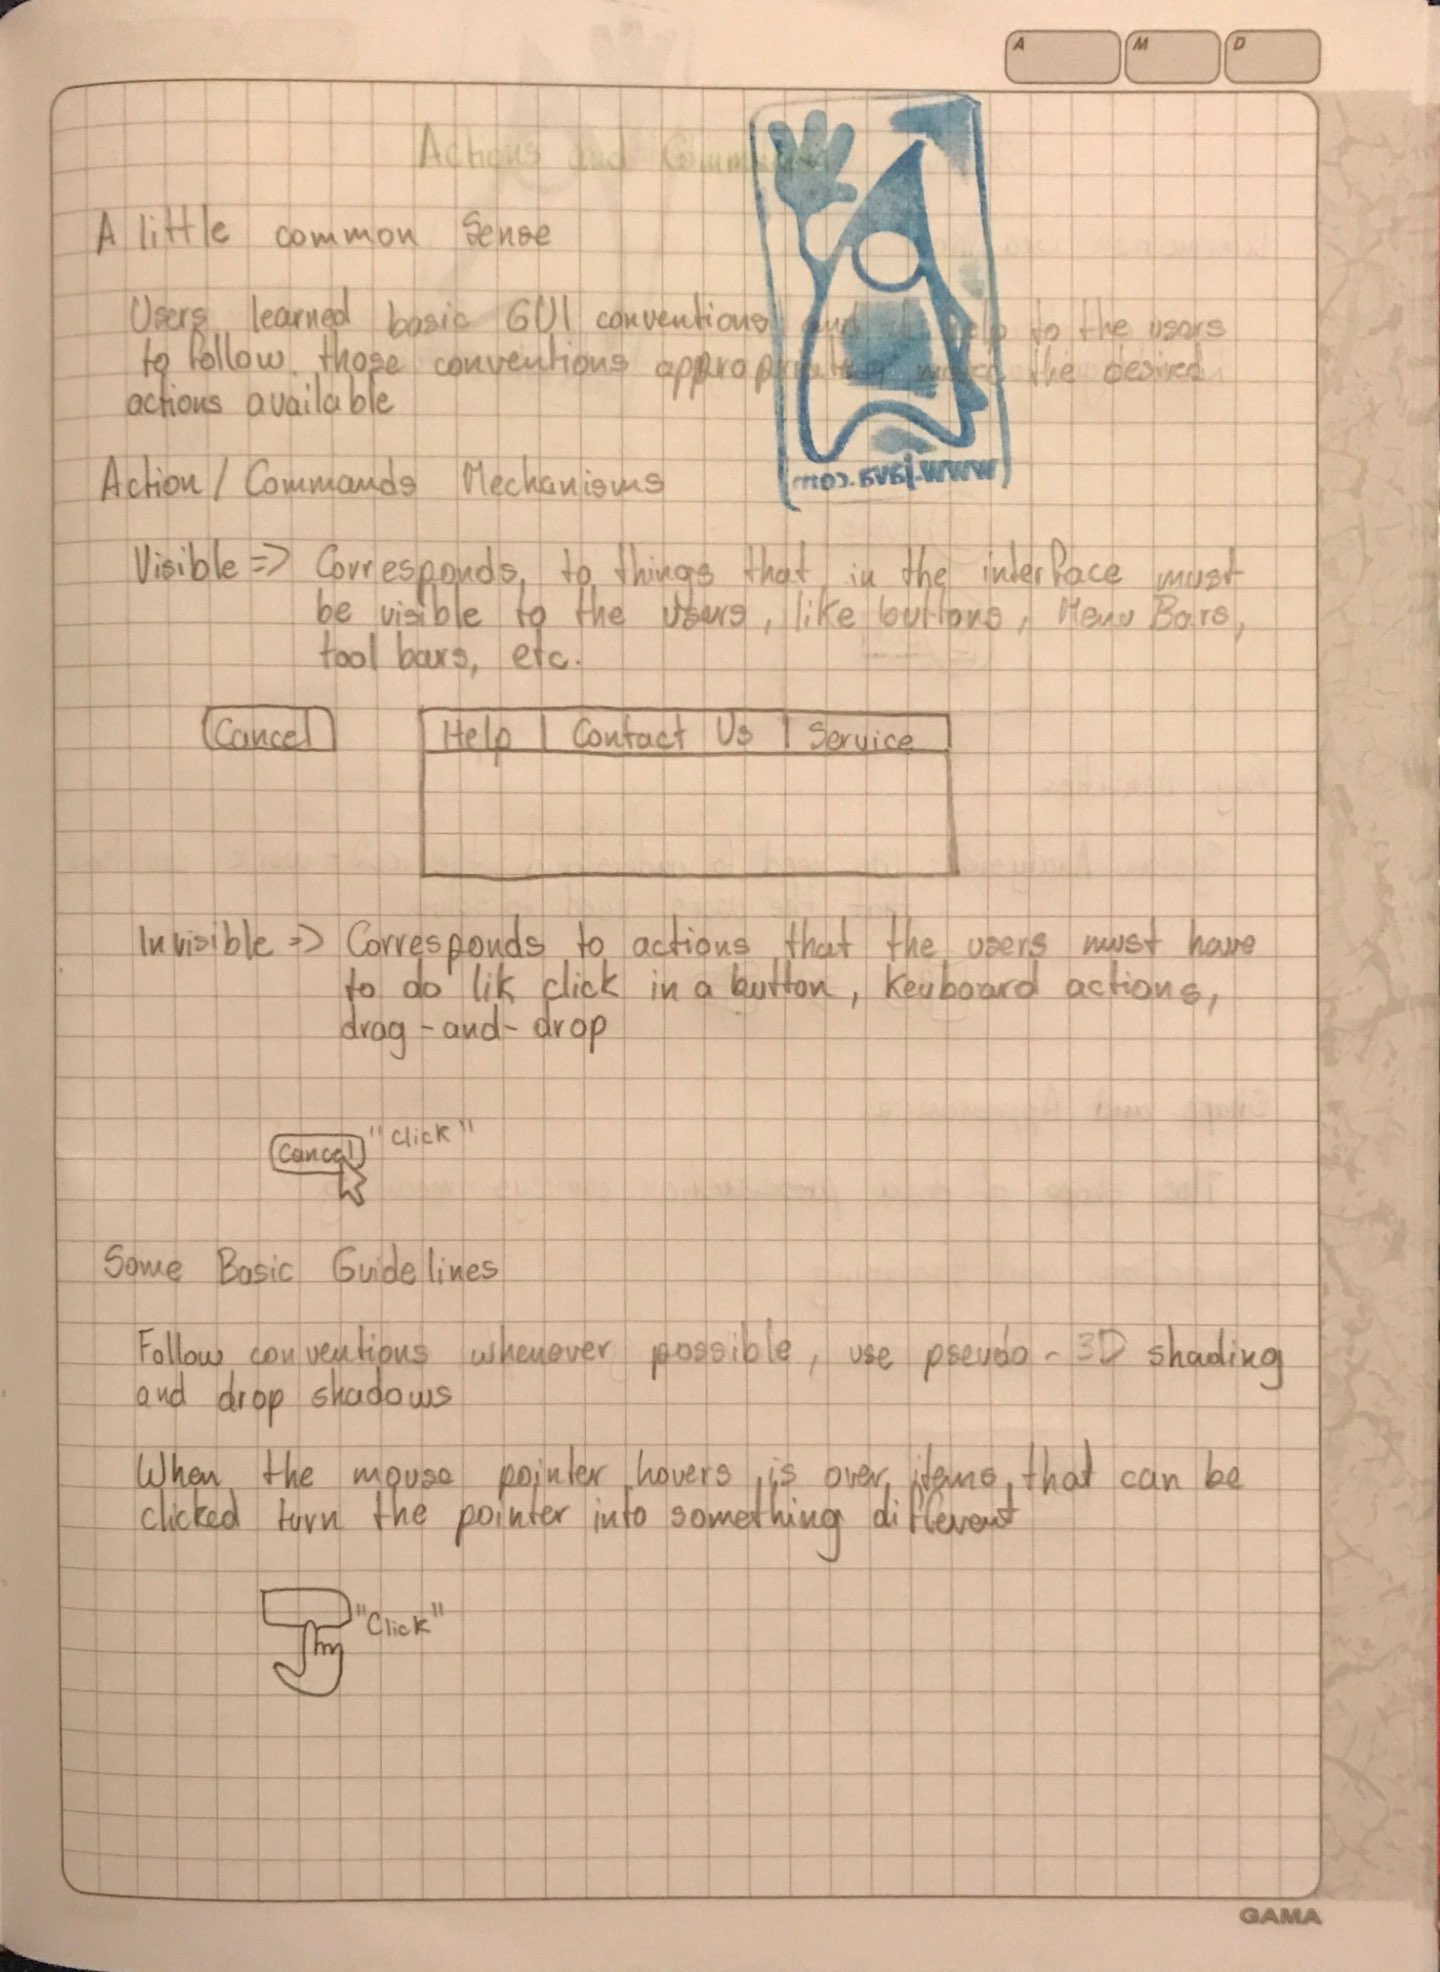 A M D
Actions and
A little common Sense
Users learned basic GUI conventions and help to the users
to follow those conventions make the desired
actions available
www.java.com
Action / Commands Mechanisms
Visible => Corresponds to things that in the interface must
be visible to the users, like buttons, Menu Bars,
tool bars, etc.
Cancel Help | Contact Us | Service
Invisible => Corresponds to actions that the users must have
to do lik click in a button, keyboard actions,
drag-and-drop
Cancel "click"
Some Basic Guidelines
Follow conventions whenever possible, use pseudo-3D shading
and drop shadows
When the mouse pointer hovers is over items that can be
clicked turn the pointer into something different
"Click"
GAMA